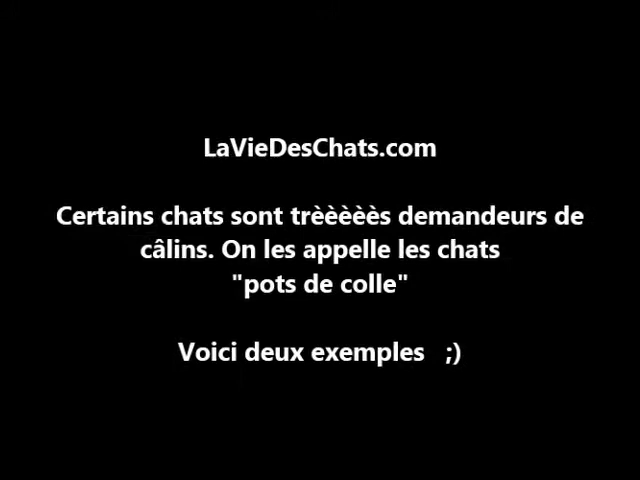 LaVieDesChats.com
Certains chats sont trèèèèès demandeurs de
câlins. On les appelle les chats
"pots de colle"
Voici deux exemples ;)